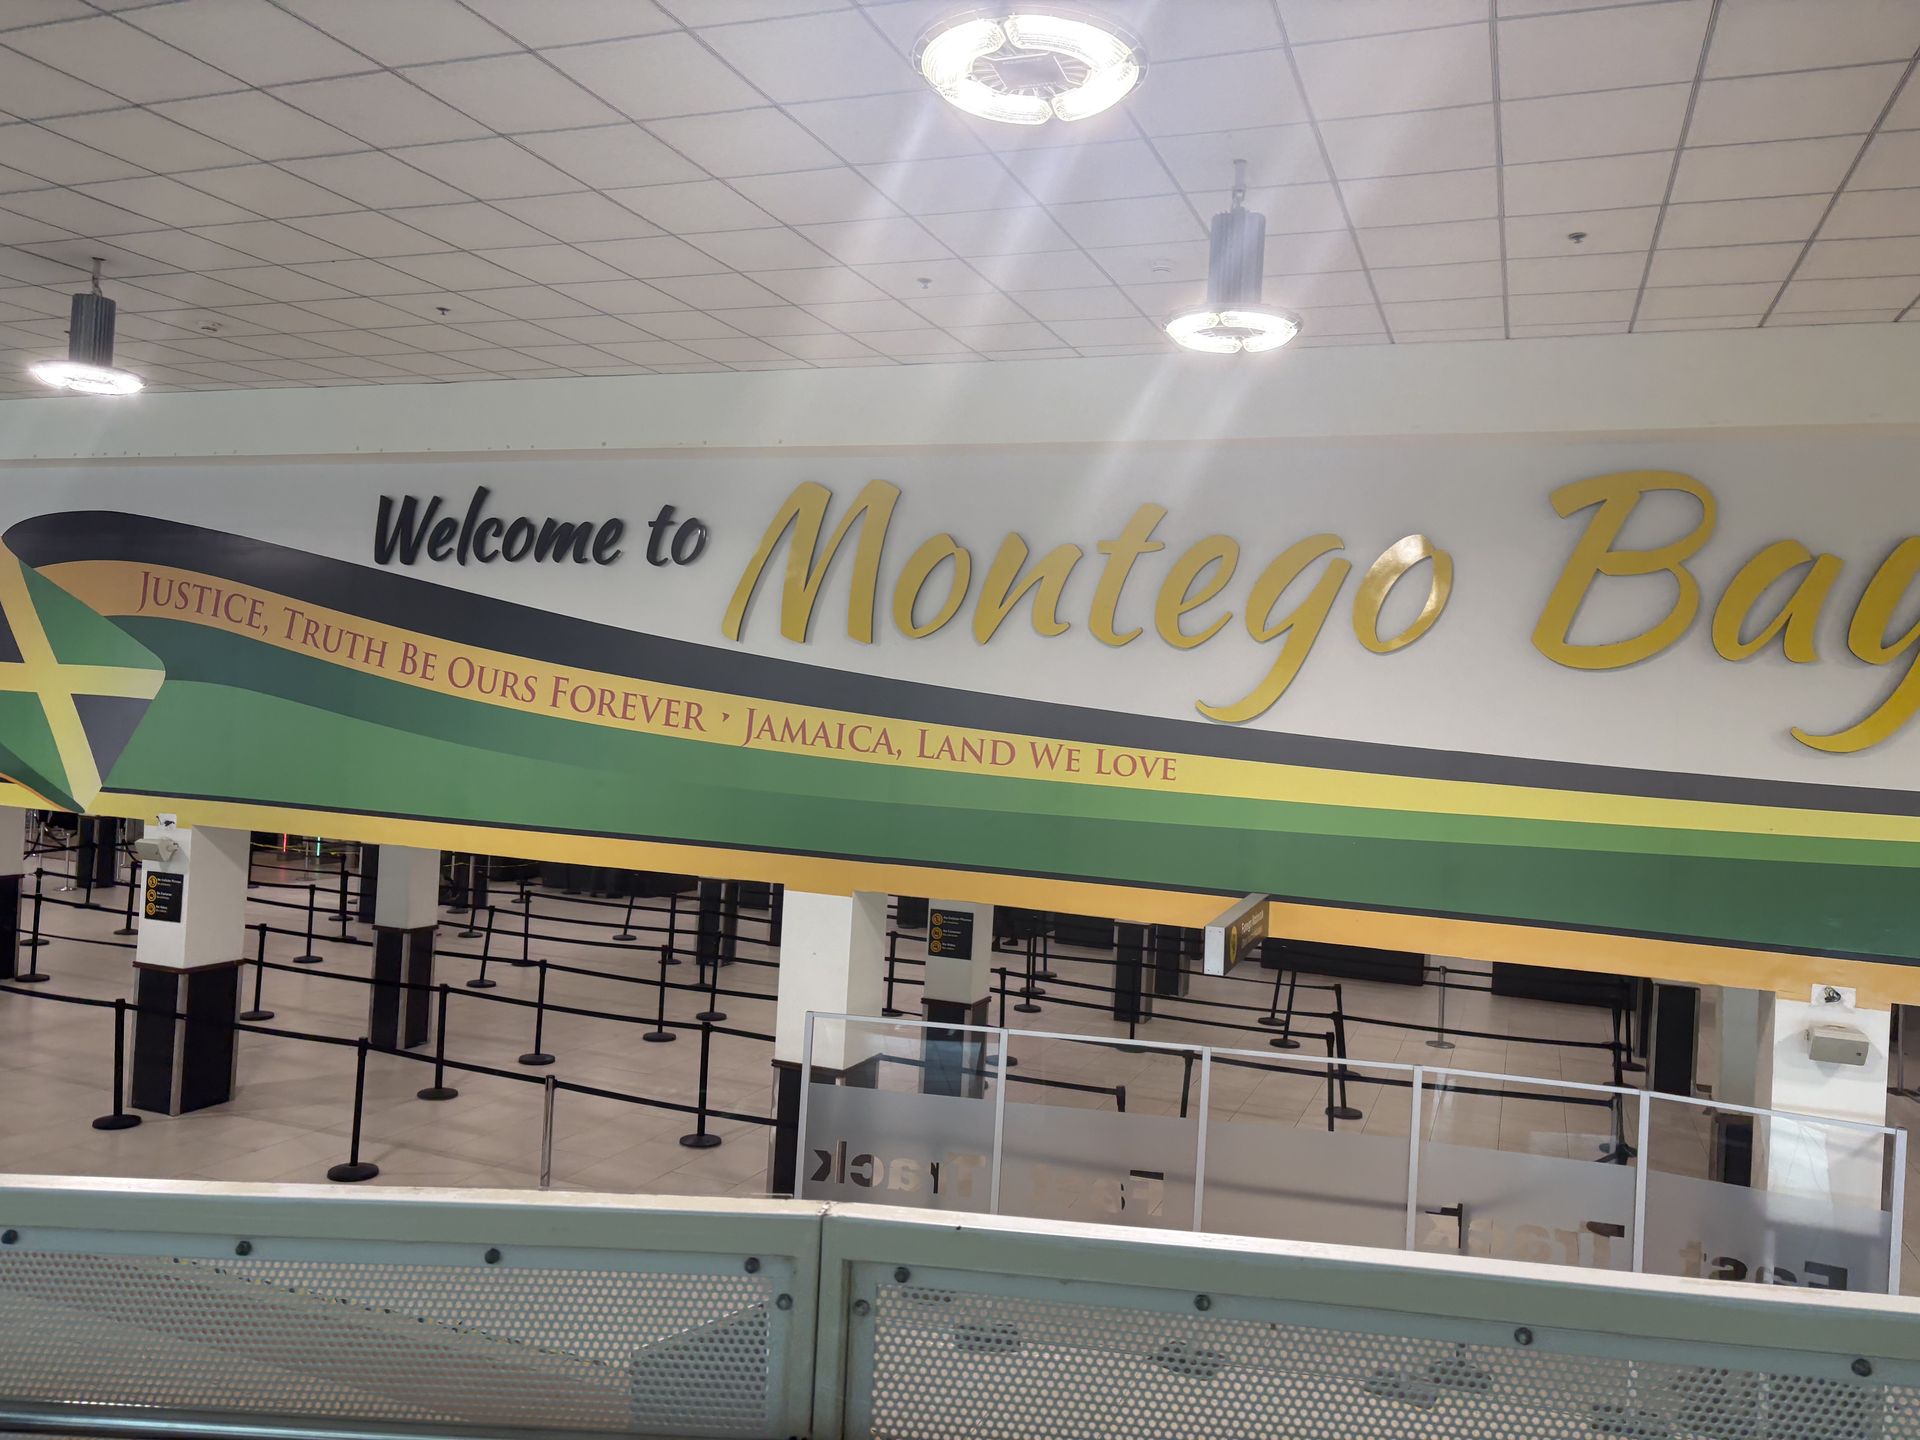 Welcome to Montego Bay
JUSTICE, TRUTH BE OURS FOREVER · JAMAICA, LAND WE LOVE
Fast Track
Fast Track